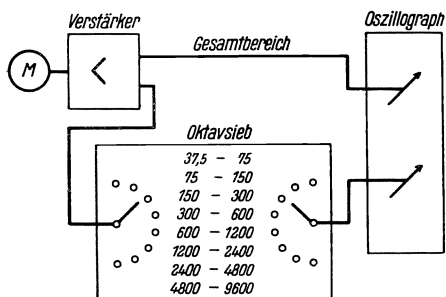 Verstärker
Oszillograph
Gesamtbereich
M
Oktavsieb
37,5 – 75
75 – 150
150 – 300
300 – 600
600 – 1200
1200 – 2400
2400 – 4800
4800 – 9600